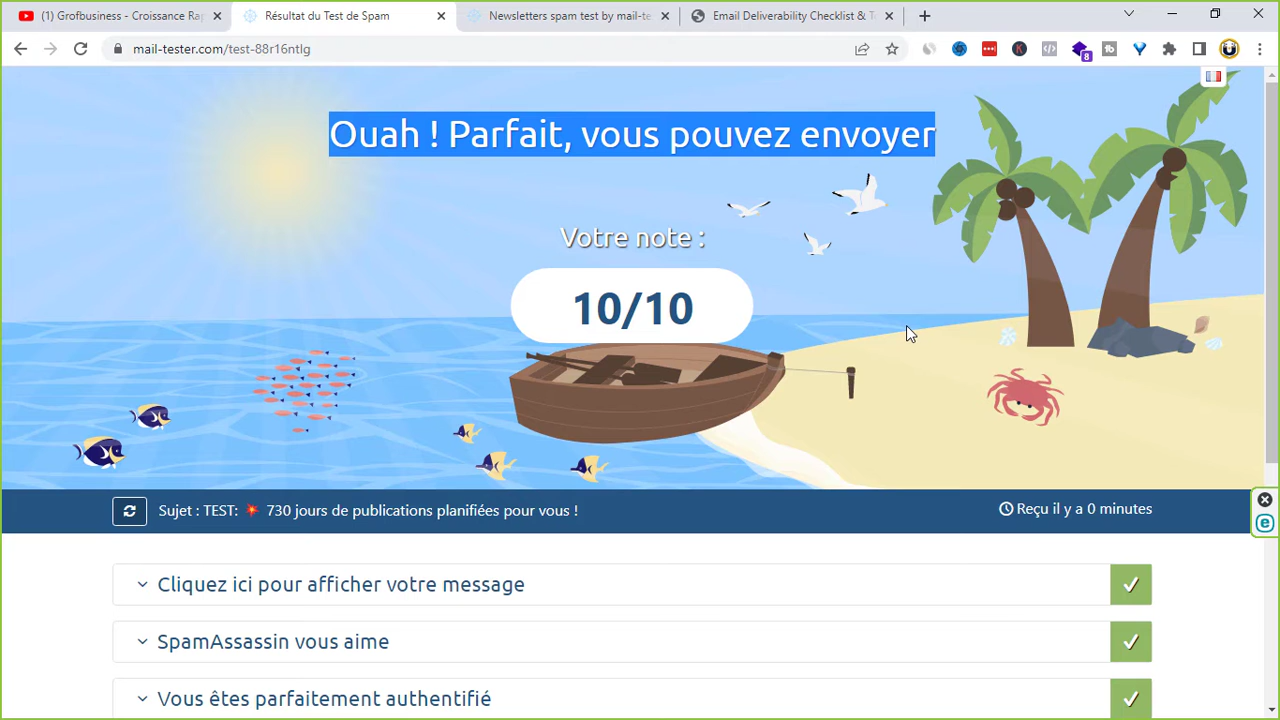 (1) Grofbusiness - Croissance Rap
Résultat du Test de Spam
Newsletters spam test by mail-te
Email Deliverability Checklist & T
mail-tester.com/test-88r16ntlg
8
Ouah ! Parfait, vous pouvez envoyer
Votre note :
10/10
Sujet : TEST: 💥 730 jours de publications planifiées pour vous !
Reçu il y a 0 minutes
Cliquez ici pour afficher votre message
SpamAssassin vous aime
Vous êtes parfaitement authentifié